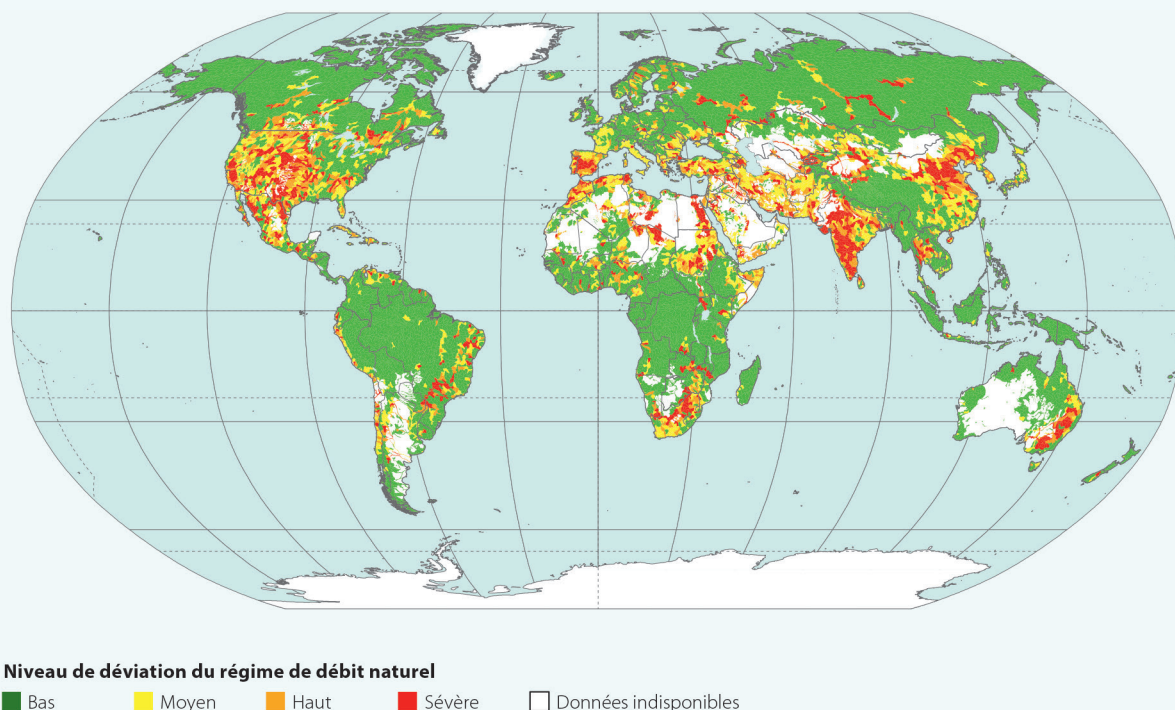 Niveau de déviation du régime de débit naturel
Bas Moyen Haut Sévère Données indisponibles